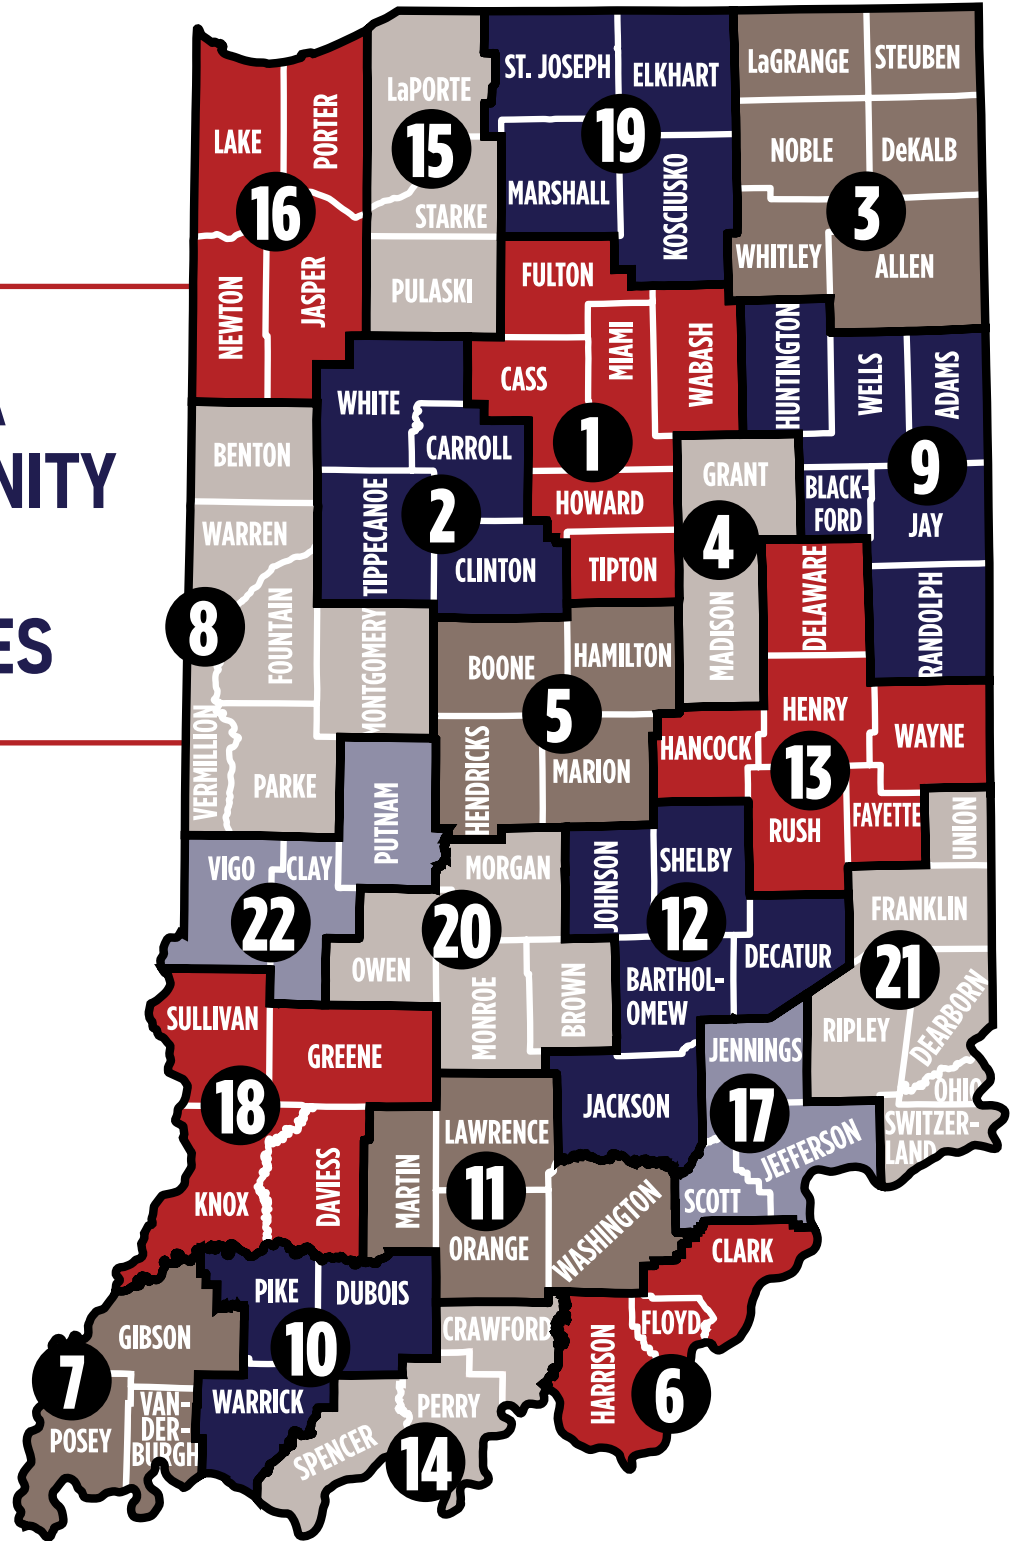 ST. JOSEPH
ELKHART
LaGRANGE
STEUBEN
LaPORTE
LAKE
PORTER
15
19
NOBLE
DeKALB
MARSHALL
KOSCIUSKO
16
STARKE
3
WHITLEY
ALLEN
NEWTON
JASPER
PULASKI
FULTON
MIAMI
WABASH
HUNTINGTON
WELLS
ADAMS
WHITE
CASS
A
BENTON
CARROLL
1
GRANT
9
NITY
TIPPECANOE
2
HOWARD
BLACK-
FORD
JAY
WARREN
4
CLINTON
TIPTON
DELAWARE
RANDOLPH
8
FOUNTAIN
MONTGOMERY
BOONE
HAMILTON
MADISON
ES
5
HENRY
WAYNE
VERMILLION
PARKE
HENDRICKS
MARION
HANCOCK
13
PUTNAM
RUSH
FAYETTE
UNION
VIGO
CLAY
MORGAN
JOHNSON
SHELBY
22
20
12
FRANKLIN
OWEN
MONROE
BROWN
BARTHOL-
OMEW
DECATUR
21
SULLIVAN
GREENE
JENNINGS
RIPLEY
DEARBORN
OHIO
18
JACKSON
17
SWITZER-
LAND
LAWRENCE
JEFFERSON
KNOX
DAVIESS
MARTIN
11
WASHINGTON
SCOTT
ORANGE
CLARK
PIKE
DUBOIS
GIBSON
10
CRAWFORD
FLOYD
HARRISON
7
WARRICK
PERRY
6
POSEY
VAN-
DER-
BURGH
SPENCER
14